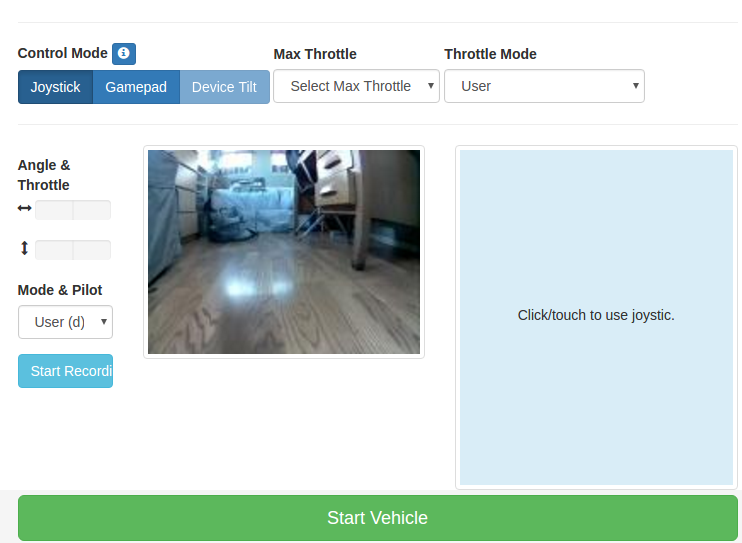 Control Mode
Max Throttle
Throttle Mode
Joystick
Gamepad
Device Tilt
Select Max Throttle
User
Angle &
Throttle
Mode & Pilot
User (d)
Start Recordi
Click/touch to use joystic.
Start Vehicle